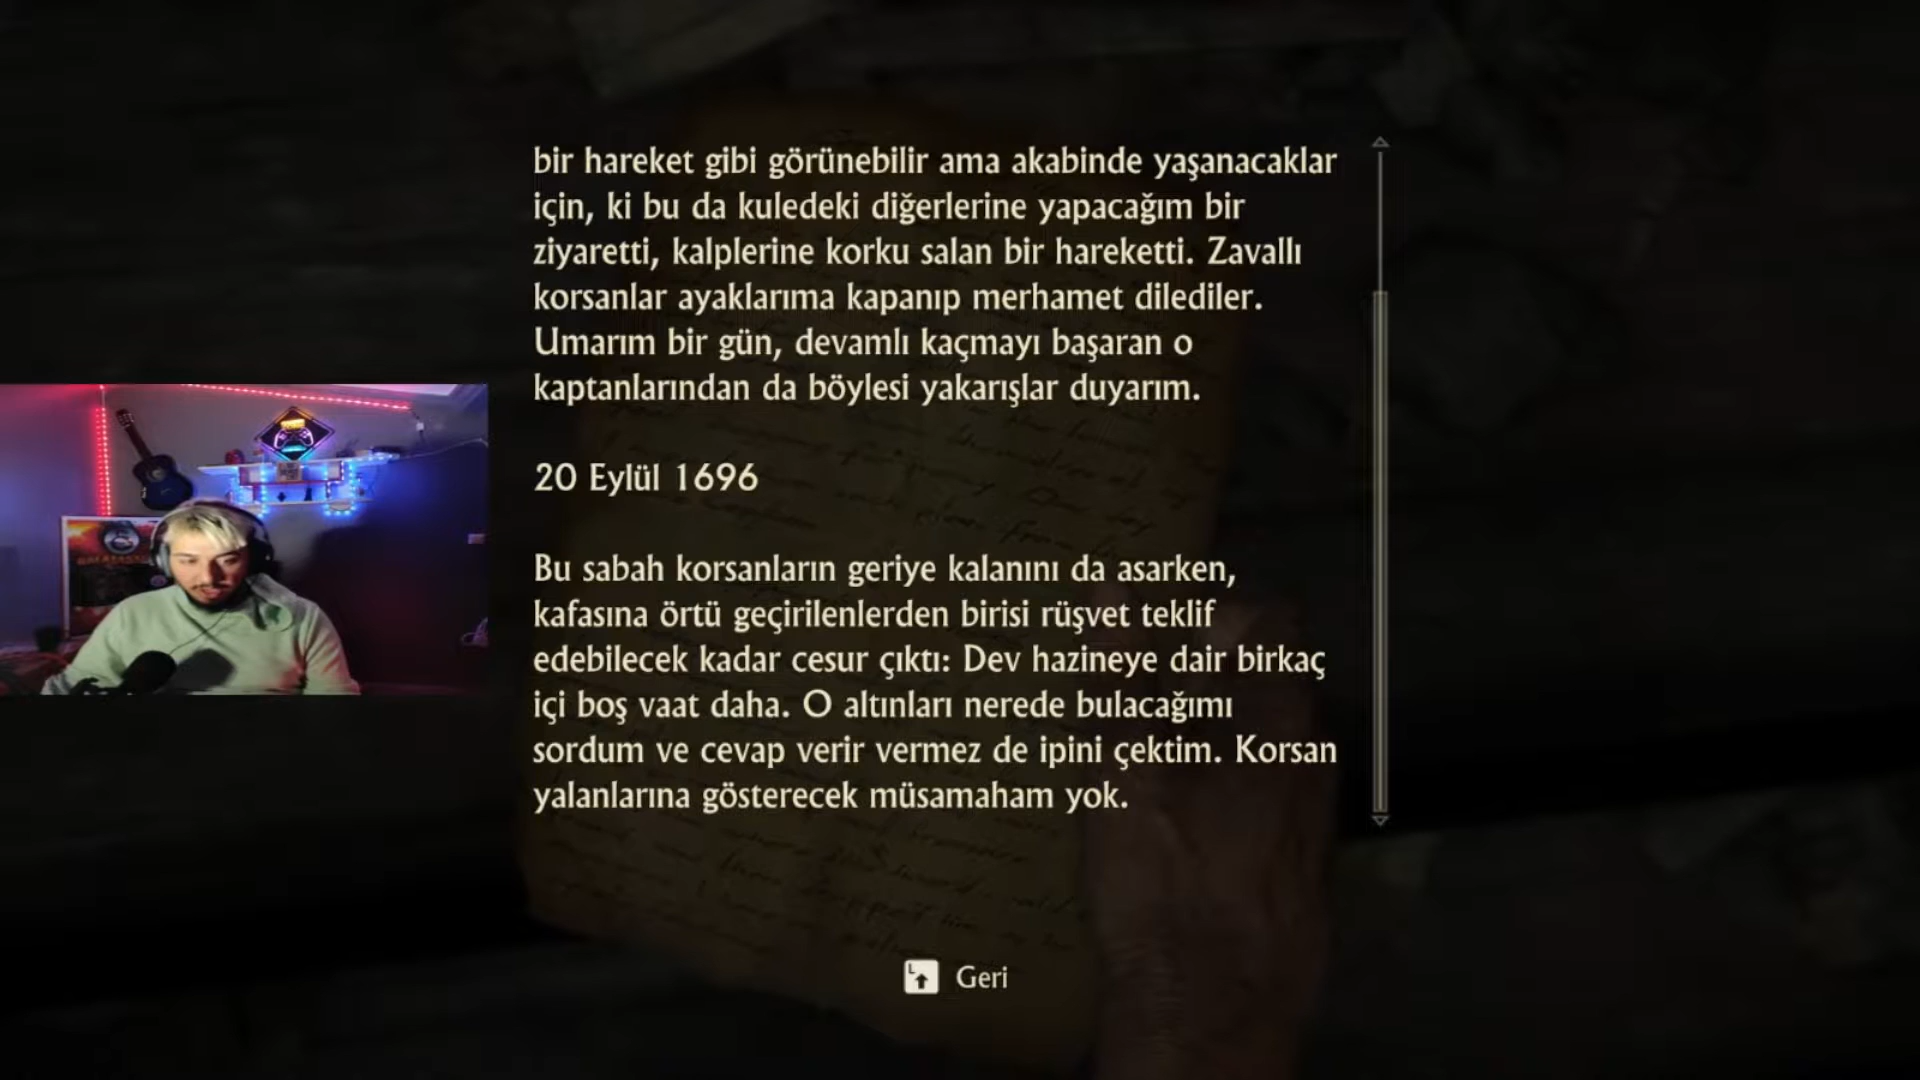 bir hareket gibi görünebilir ama akabinde yaşanacaklar
için, ki bu da kuledeki diğerlerine yapacağım bir
ziyaretti, kalplerine korku salan bir hareketti. Zavallı
korsanlar ayaklarıma kapanıp merhamet dilediler.
Umarım bir gün, devamlı kaçmayı başaran o
kaptanlarından da böylesi yakarışlar duyarım.
20 Eylül 1696
Bu sabah korsanların geriye kalanını da asarken,
kafasına örtü geçirilenlerden birisi rüşvet teklif
edebilecek kadar cesur çıktı: Dev hazineye dair birkaç
içi boş vaat daha. O altınları nerede bulacağımı
sordum ve cevap verir vermez de ipini çektim. Korsan
yalanlarına gösterecek müsamaham yok.
L Geri